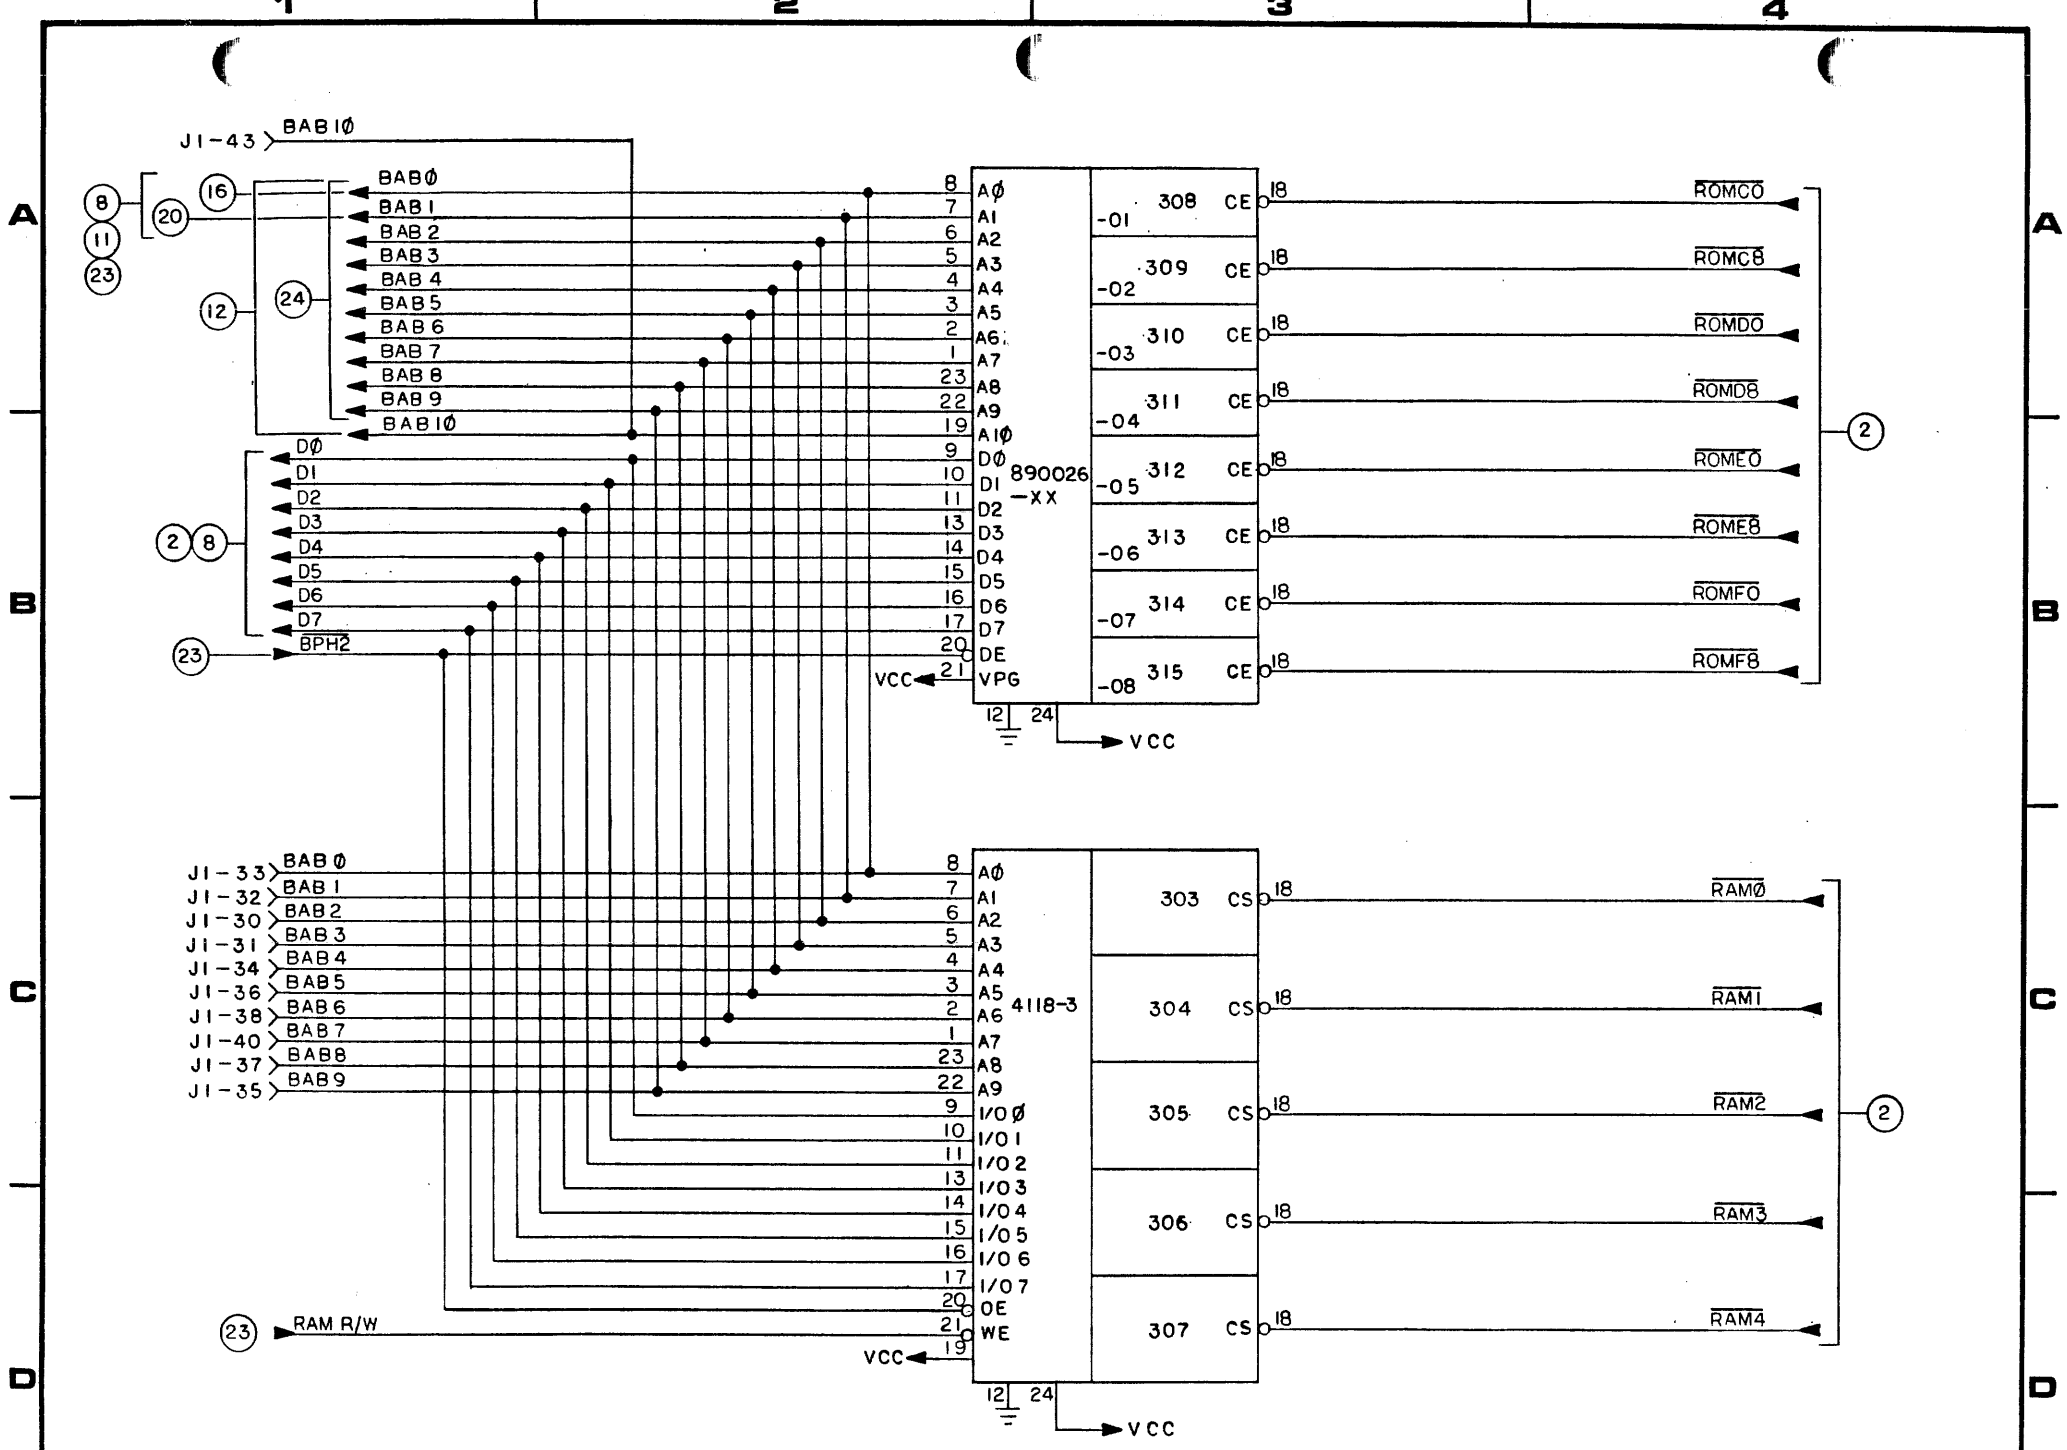 1 2 3 4
J1-43 BAB1Ø
A A
8 16 BABØ 8 AØ 308 CE 18 ROMC0
20 BAB1 7 A1 -01
11 BAB2 6 A2
23 BAB3 5 A3 309 CE 18 ROMC8
12 24 BAB4 4 A4 -02
BAB5 3 A5
BAB6 2 A6 310 CE 18 ROMD0
BAB7 1 A7 -03
BAB8 23 A8
BAB9 22 A9 311 CE 18 ROMD8
BAB1Ø 19 A1Ø -04
2
DØ 9 DØ
D1 10 D1 890026 312 CE 18 ROME0
D2 11 D2 -XX -05
D3 13 D3
2 8 D4 14 D4 313 CE 18 ROME8
D5 15 D5 -06
B B
D6 16 D6 314 CE 18 ROMF0
D7 17 D7 -07
23 BPH2 20 DE
VCC 21 VPG 315 CE 18 ROMF8
-08
12 24
VCC
J1-33 BABØ 8 AØ
J1-32 BAB1 7 A1 303 CS 18 RAMØ
J1-30 BAB2 6 A2
J1-31 BAB3 5 A3
J1-34 BAB4 4 A4
C C
J1-36 BAB5 3 A5
J1-38 BAB6 2 A6 4118-3 304 CS 18 RAM1
J1-40 BAB7 1 A7
J1-37 BAB8 23 A8
J1-35 BAB9 22 A9
9 I/OØ 305 CS 18 RAM2
2
10 I/O1
11 I/O2
13 I/O3
14 I/O4 306 CS 18 RAM3
15 I/O5
16 I/O6
17 I/O7
20 OE
23 RAM R/W 21 WE 307 CS 18 RAM4
VCC 19
D D
12 24
VCC